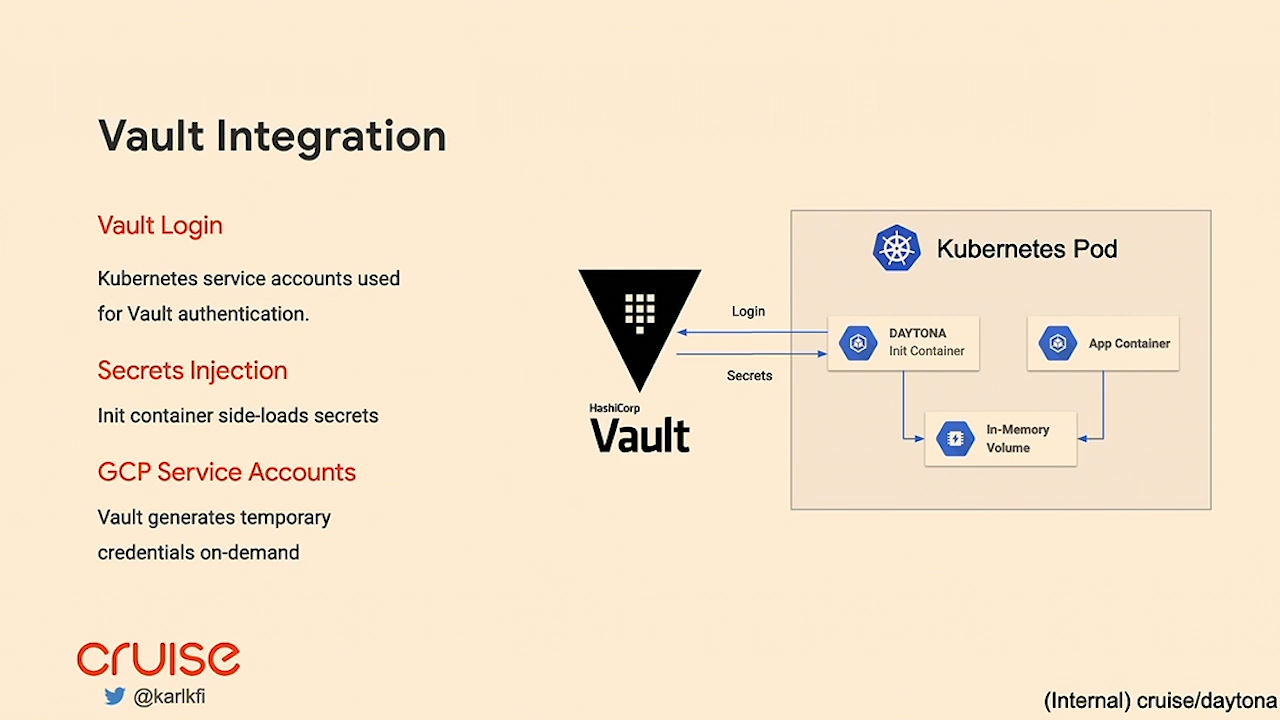 Vault Integration
Vault Login
Kubernetes service accounts used
for Vault authentication.
Secrets Injection
Init container side-loads secrets
GCP Service Accounts
Vault generates temporary
credentials on-demand
Login
Secrets
HashiCorp
Vault
Kubernetes Pod
DAYTONA
Init Container
App Container
In-Memory
Volume
cruise
@karlkfi
(Internal) cruise/daytona